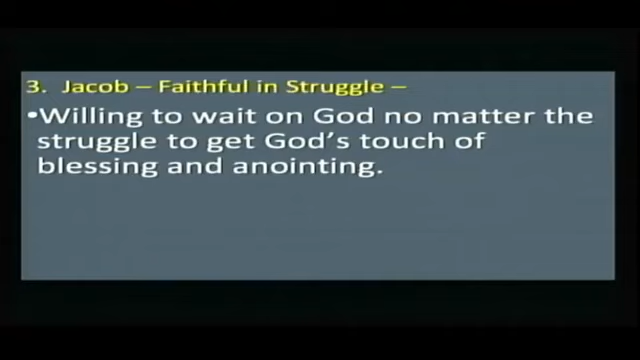 3.  Jacob – Faithful in Struggle –
•Willing to wait on God no matter the
struggle to get God's touch of
blessing and anointing.